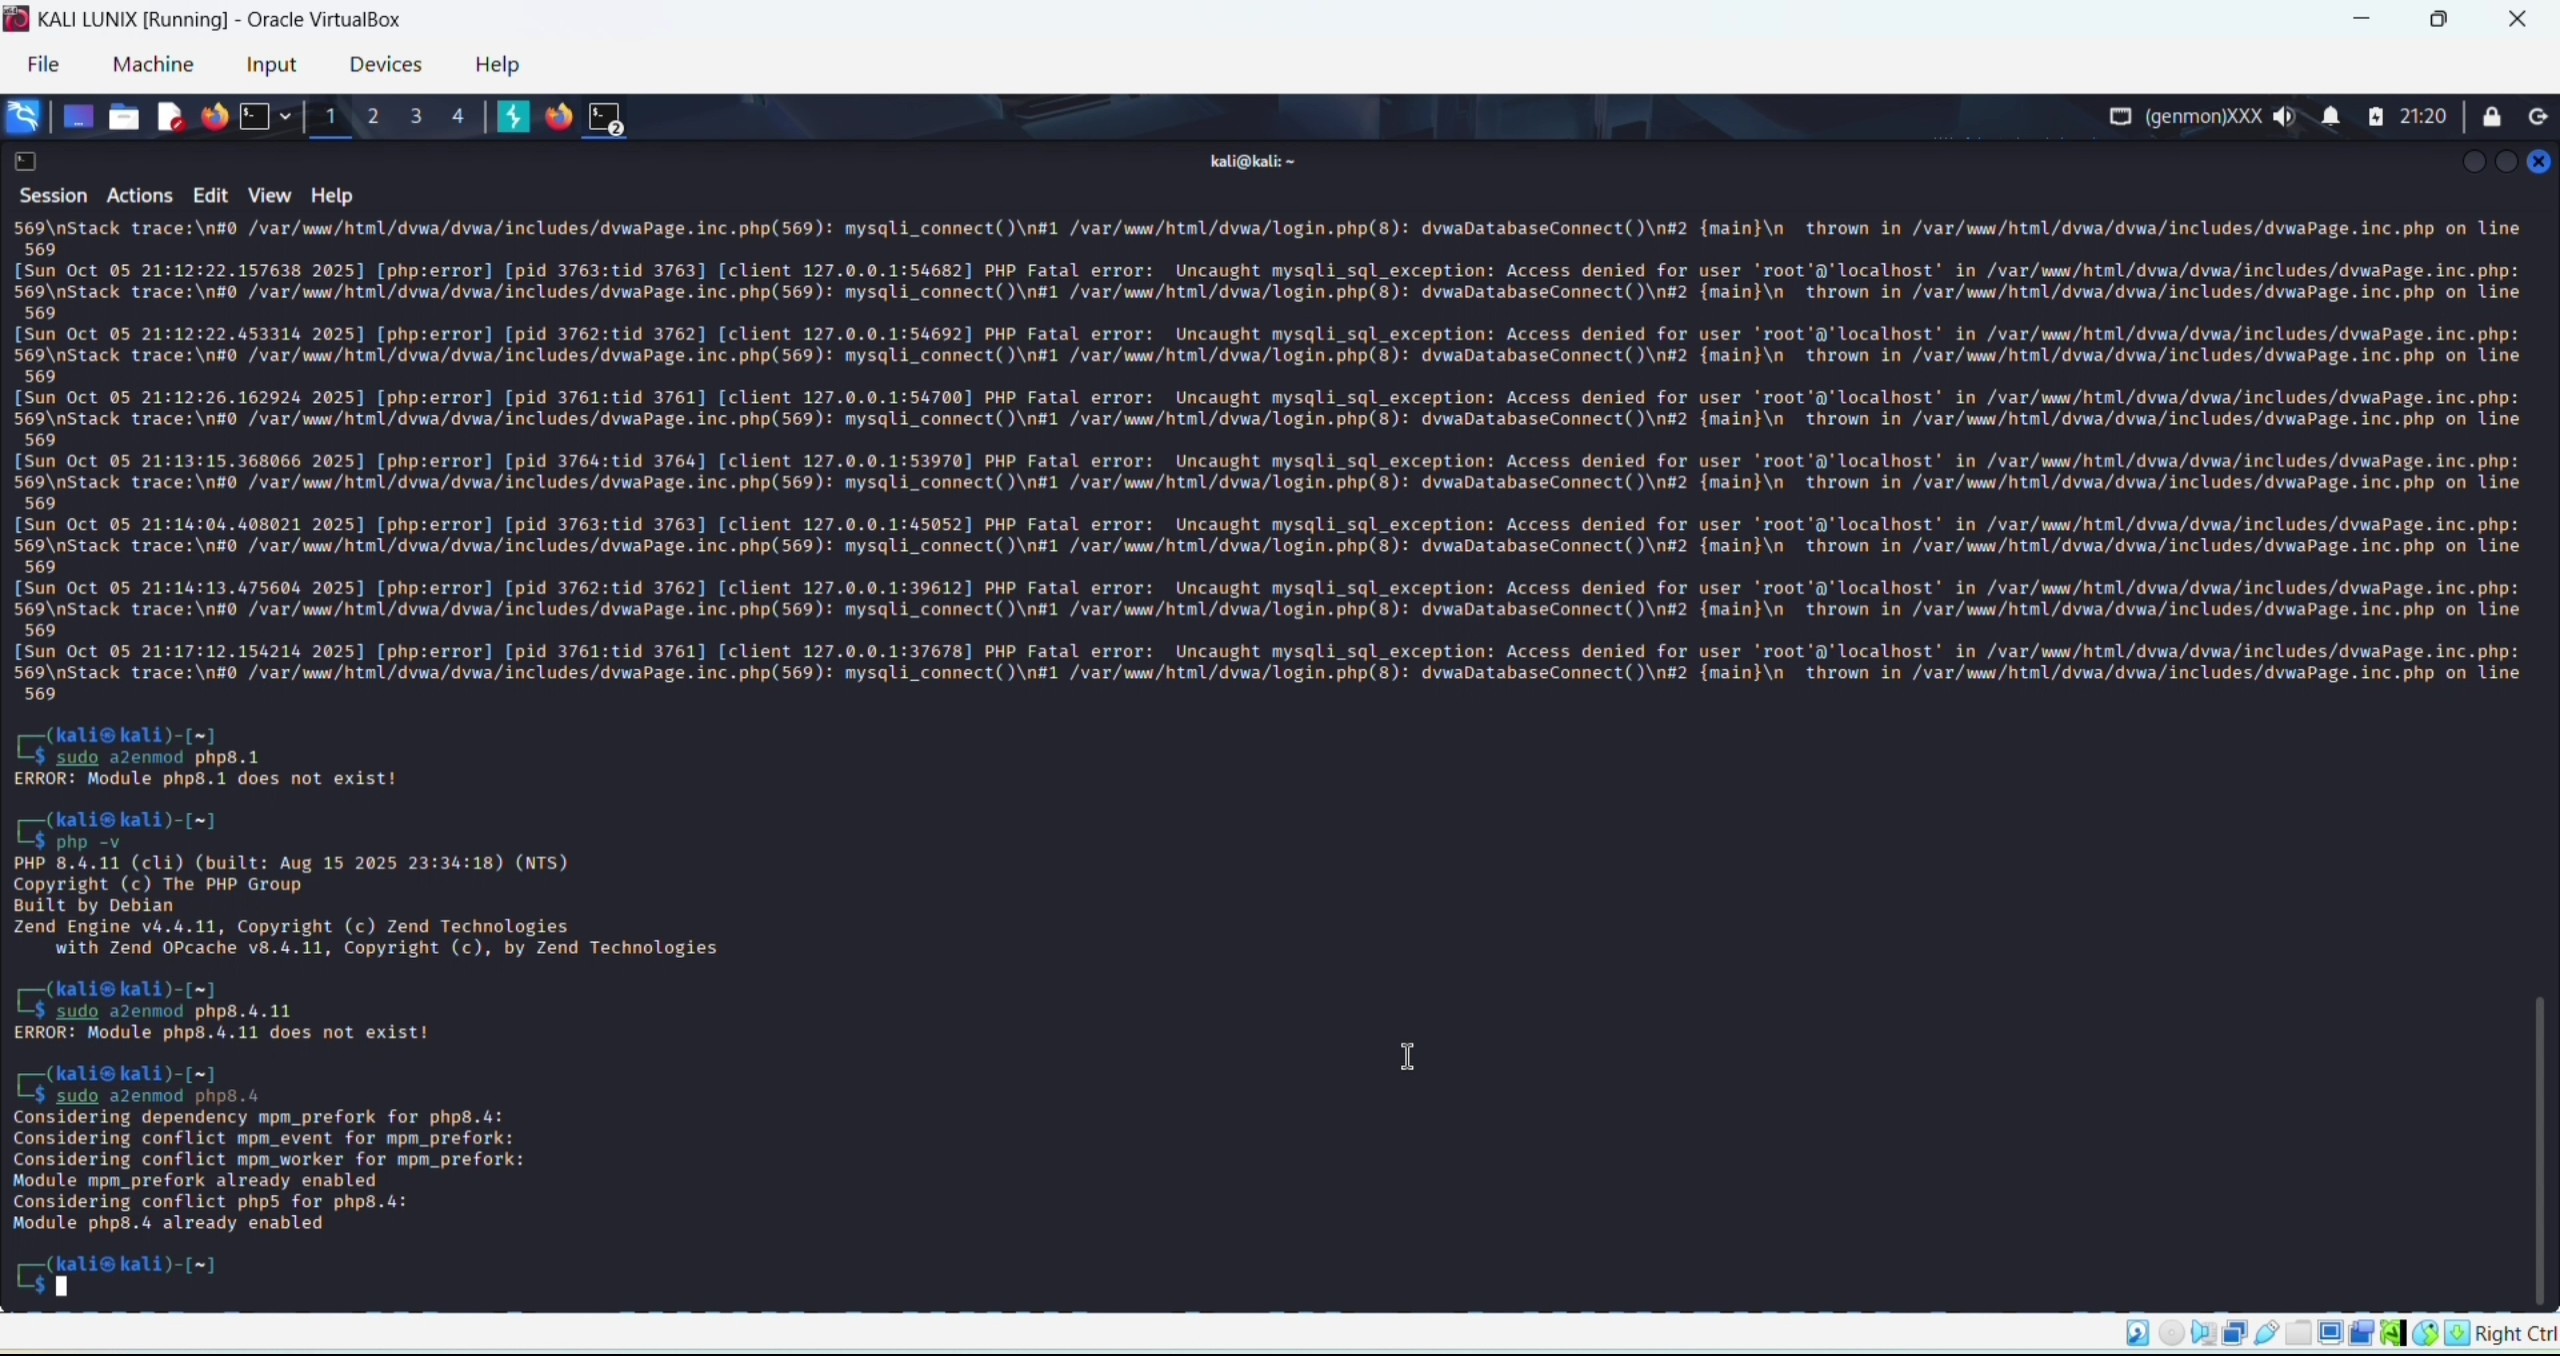 KALI LUNIX [Running] - Oracle VirtualBox
File Machine Input Devices Help
1 2 3 4 2 (genmon)XXX 21:20
kali@kali: ~
Session Actions Edit View Help
569\nStack trace:\n#0 /var/www/html/dvwa/dvwa/includes/dvwaPage.inc.php(569): mysqli_connect()\n#1 /var/www/html/dvwa/login.php(8): dvwaDatabaseConnect()\n#2 {main}\n  thrown in /var/www/html/dvwa/dvwa/includes/dvwaPage.inc.php on line
569
[Sun Oct 05 21:12:22.157638 2025] [php:error] [pid 3763:tid 3763] [client 127.0.0.1:54682] PHP Fatal error:  Uncaught mysqli_sql_exception: Access denied for user 'root'@'localhost' in /var/www/html/dvwa/dvwa/includes/dvwaPage.inc.php:
569\nStack trace:\n#0 /var/www/html/dvwa/dvwa/includes/dvwaPage.inc.php(569): mysqli_connect()\n#1 /var/www/html/dvwa/login.php(8): dvwaDatabaseConnect()\n#2 {main}\n  thrown in /var/www/html/dvwa/dvwa/includes/dvwaPage.inc.php on line
569
[Sun Oct 05 21:12:22.453314 2025] [php:error] [pid 3762:tid 3762] [client 127.0.0.1:54692] PHP Fatal error:  Uncaught mysqli_sql_exception: Access denied for user 'root'@'localhost' in /var/www/html/dvwa/dvwa/includes/dvwaPage.inc.php:
569\nStack trace:\n#0 /var/www/html/dvwa/dvwa/includes/dvwaPage.inc.php(569): mysqli_connect()\n#1 /var/www/html/dvwa/login.php(8): dvwaDatabaseConnect()\n#2 {main}\n  thrown in /var/www/html/dvwa/dvwa/includes/dvwaPage.inc.php on line
569
[Sun Oct 05 21:12:26.162924 2025] [php:error] [pid 3761:tid 3761] [client 127.0.0.1:54700] PHP Fatal error:  Uncaught mysqli_sql_exception: Access denied for user 'root'@'localhost' in /var/www/html/dvwa/dvwa/includes/dvwaPage.inc.php:
569\nStack trace:\n#0 /var/www/html/dvwa/dvwa/includes/dvwaPage.inc.php(569): mysqli_connect()\n#1 /var/www/html/dvwa/login.php(8): dvwaDatabaseConnect()\n#2 {main}\n  thrown in /var/www/html/dvwa/dvwa/includes/dvwaPage.inc.php on line
569
[Sun Oct 05 21:13:15.368066 2025] [php:error] [pid 3764:tid 3764] [client 127.0.0.1:53970] PHP Fatal error:  Uncaught mysqli_sql_exception: Access denied for user 'root'@'localhost' in /var/www/html/dvwa/dvwa/includes/dvwaPage.inc.php:
569\nStack trace:\n#0 /var/www/html/dvwa/dvwa/includes/dvwaPage.inc.php(569): mysqli_connect()\n#1 /var/www/html/dvwa/login.php(8): dvwaDatabaseConnect()\n#2 {main}\n  thrown in /var/www/html/dvwa/dvwa/includes/dvwaPage.inc.php on line
569
[Sun Oct 05 21:14:04.408021 2025] [php:error] [pid 3763:tid 3763] [client 127.0.0.1:45052] PHP Fatal error:  Uncaught mysqli_sql_exception: Access denied for user 'root'@'localhost' in /var/www/html/dvwa/dvwa/includes/dvwaPage.inc.php:
569\nStack trace:\n#0 /var/www/html/dvwa/dvwa/includes/dvwaPage.inc.php(569): mysqli_connect()\n#1 /var/www/html/dvwa/login.php(8): dvwaDatabaseConnect()\n#2 {main}\n  thrown in /var/www/html/dvwa/dvwa/includes/dvwaPage.inc.php on line
569
[Sun Oct 05 21:14:13.475604 2025] [php:error] [pid 3762:tid 3762] [client 127.0.0.1:39612] PHP Fatal error:  Uncaught mysqli_sql_exception: Access denied for user 'root'@'localhost' in /var/www/html/dvwa/dvwa/includes/dvwaPage.inc.php:
569\nStack trace:\n#0 /var/www/html/dvwa/dvwa/includes/dvwaPage.inc.php(569): mysqli_connect()\n#1 /var/www/html/dvwa/login.php(8): dvwaDatabaseConnect()\n#2 {main}\n  thrown in /var/www/html/dvwa/dvwa/includes/dvwaPage.inc.php on line
569
[Sun Oct 05 21:17:12.154214 2025] [php:error] [pid 3761:tid 3761] [client 127.0.0.1:37678] PHP Fatal error:  Uncaught mysqli_sql_exception: Access denied for user 'root'@'localhost' in /var/www/html/dvwa/dvwa/includes/dvwaPage.inc.php:
569\nStack trace:\n#0 /var/www/html/dvwa/dvwa/includes/dvwaPage.inc.php(569): mysqli_connect()\n#1 /var/www/html/dvwa/login.php(8): dvwaDatabaseConnect()\n#2 {main}\n  thrown in /var/www/html/dvwa/dvwa/includes/dvwaPage.inc.php on line
569
┌──(kali㉿kali)-[~]
└─$ sudo a2enmod php8.1
ERROR: Module php8.1 does not exist!
┌──(kali㉿kali)-[~]
└─$ php -v
PHP 8.4.11 (cli) (built: Aug 15 2025 23:34:18) (NTS)
Copyright (c) The PHP Group
Built by Debian
Zend Engine v4.4.11, Copyright (c) Zend Technologies
    with Zend OPcache v8.4.11, Copyright (c), by Zend Technologies
┌──(kali㉿kali)-[~]
└─$ sudo a2enmod php8.4.11
ERROR: Module php8.4.11 does not exist!
┌──(kali㉿kali)-[~]
└─$ sudo a2enmod php8.4
Considering dependency mpm_prefork for php8.4:
Considering conflict mpm_event for mpm_prefork:
Considering conflict mpm_worker for mpm_prefork:
Module mpm_prefork already enabled
Considering conflict php5 for php8.4:
Module php8.4 already enabled
┌──(kali㉿kali)-[~]
└─$
Right Ctrl